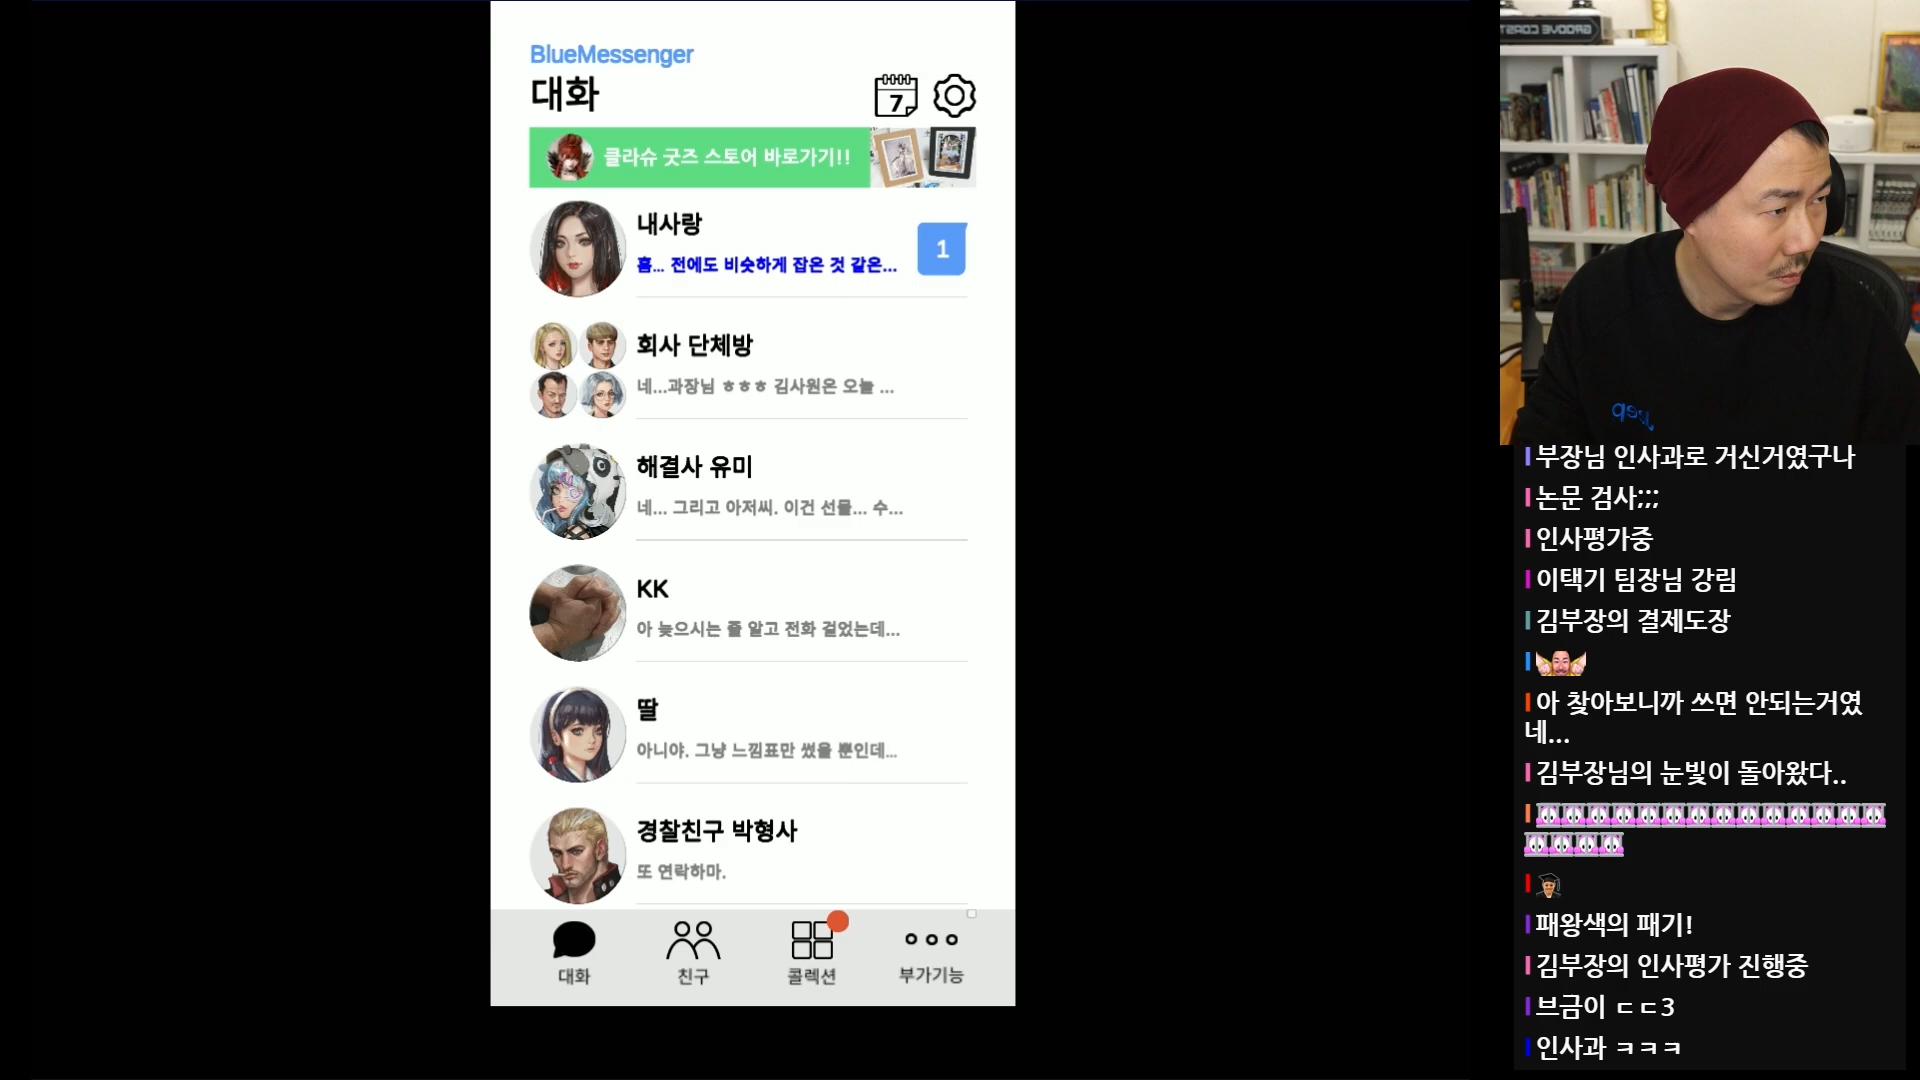 BlueMessenger
대화
7
클라슈 굿즈 스토어 바로가기!!
내사랑
흠... 전에도 비슷하게 잡은 것 같은...
1
회사 단체방
네...과장님 ㅎㅎㅎ 김사원은 오늘 ...
해결사 유미
네... 그리고 아저씨. 이건 선물... 수...
KK
아 늦으시는 줄 알고 전화 걸었는데...
딸
아니야. 그냥 느낌표만 썼을 뿐인데...
경찰친구 박형사
또 연락하마.
대화
친구
콜렉션
부가기능
부장님 인사과로 거신거였구나
논문 검사;;;
인사평가중
이택기 팀장님 강림
김부장의 결제도장
아 찾아보니까 쓰면 안되는거였
네...
김부장님의 눈빛이 돌아왔다..
패왕색의 패기!
김부장의 인사평가 진행중
브금이 ㄷㄷ3
인사과 ㅋㅋㅋ